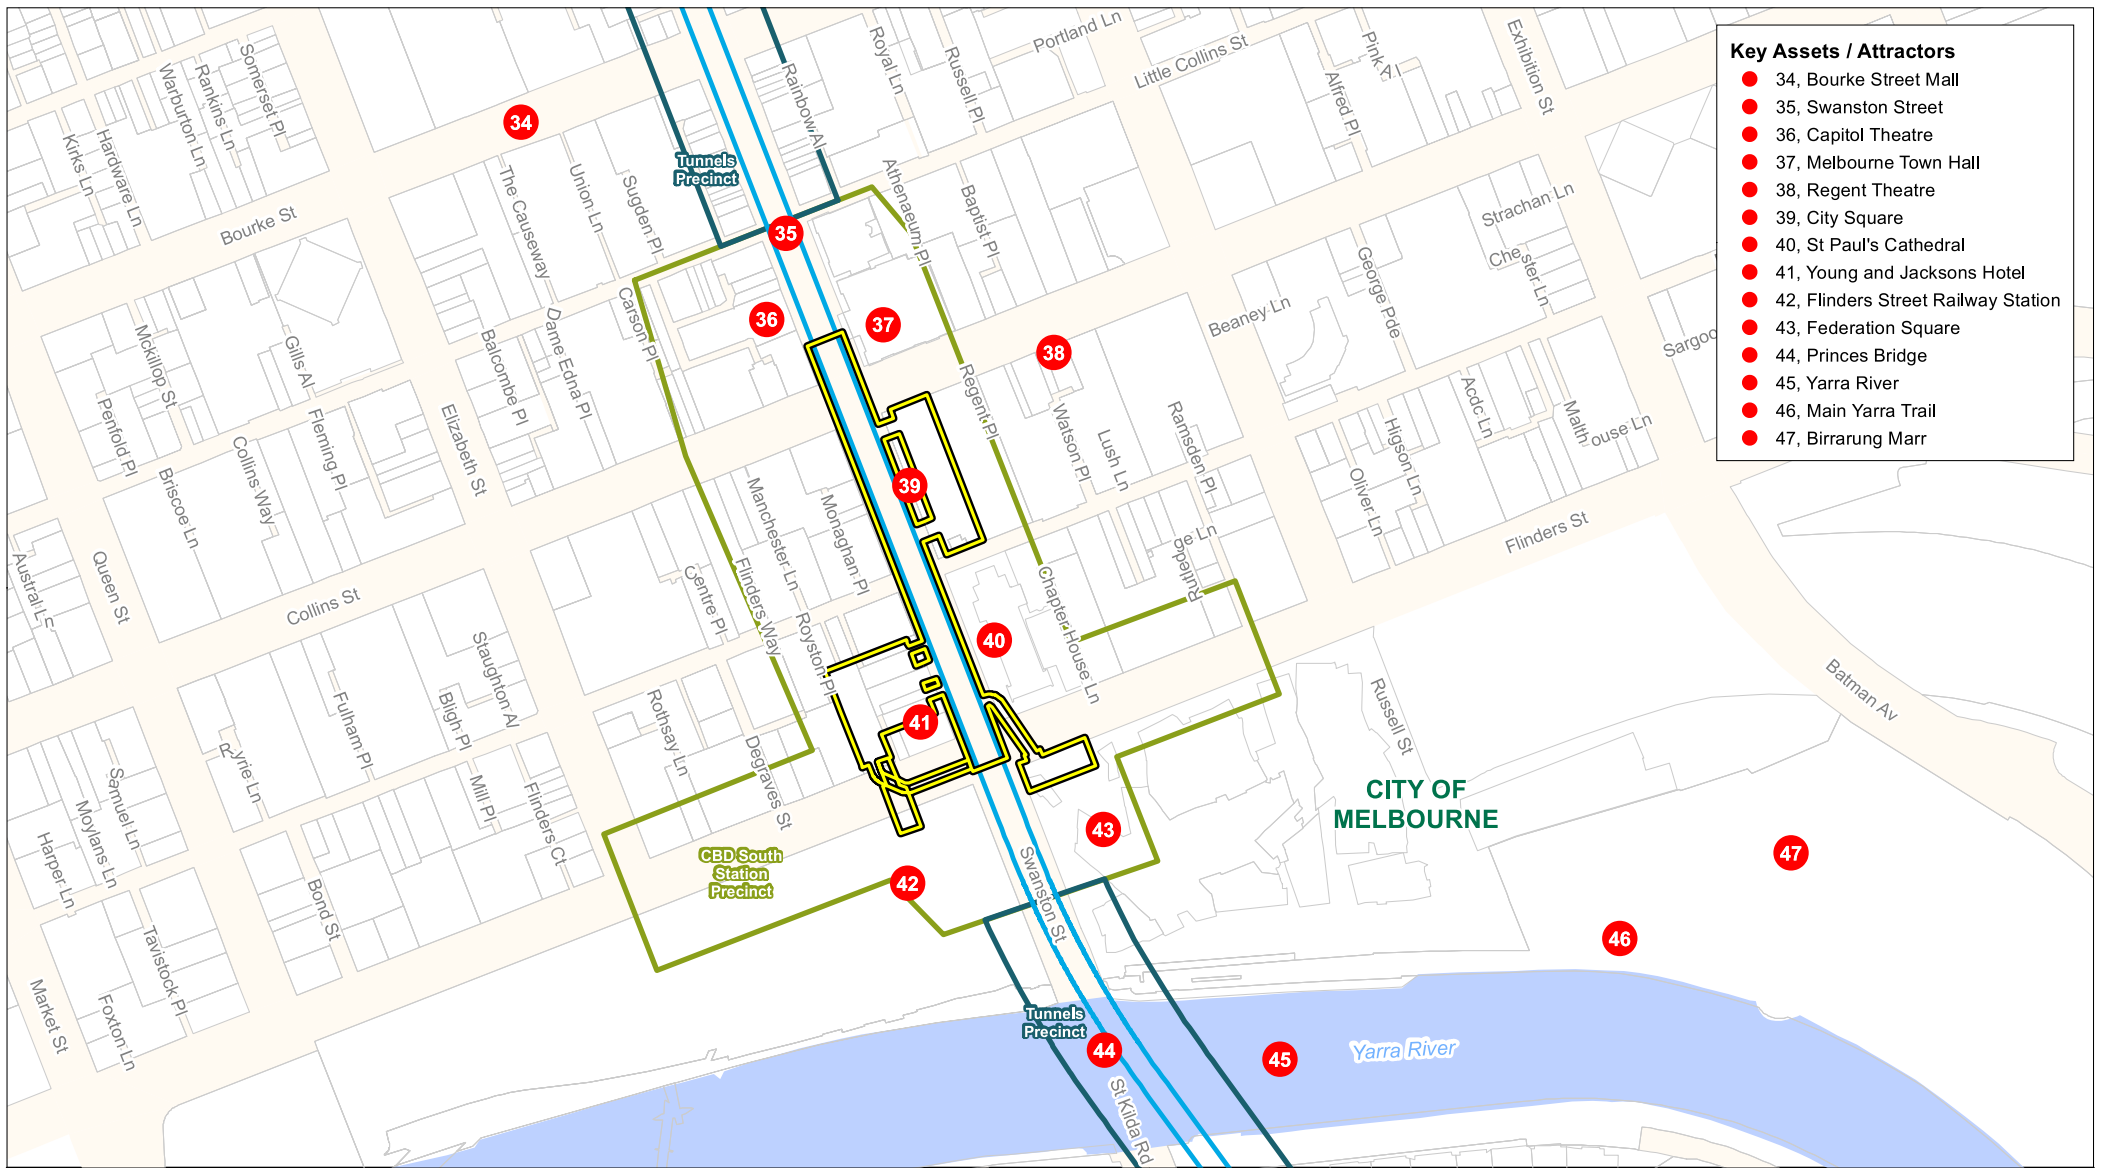 Key Assets / Attractors
34, Bourke Street Mall
35, Swanston Street
36, Capitol Theatre
37, Melbourne Town Hall
38, Regent Theatre
39, City Square
40, St Paul's Cathedral
41, Young and Jacksons Hotel
42, Flinders Street Railway Station
43, Federation Square
44, Princes Bridge
45, Yarra River
46, Main Yarra Trail
47, Birrarung Marr
Somerset Pl
Rankins Ln
Warburton Ln
Hardware Ln
Kirks Ln
Bourke St
34
The Causeway
Union Ln
Sugden Pl
Tunnels
Precinct
Rainbow Al
Royal Ln
Russell Pl
Portland Ln
Little Collins St
Pink Al
Alfred Pl
Exhibition St
Athenaeum Pl
Baptist Pl
Strachan Ln
Chester Ln
George Pde
Beaney Ln
35
36
37
38
Carson Pl
Dame Edna Pl
Balcombe Pl
Mckillop St
Gills Al
Penfold Pl
Fleming Pl
Collins Way
Briscoe Ln
Elizabeth St
Regent Pl
Watson Pl
Lush Ln
Ramsden Pl
Acdc Ln
Higson Ln
Oliver Ln
Malthouse Ln
Sargoo
39
Manchester Ln
Monaghan Pl
Flinders Way
Centre Pl
Royston Pl
Queen St
Collins St
Flinders St
ge Ln
Rutled
Chapter House Ln
40
Staughton Al
Bligh Pl
Fulham Pl
Rothsay Ln
Degraves St
41
Russell St
Batman Av
CITY OF
MELBOURNE
Ryrie Ln
Samuel Ln
Moylans Ln
Harper Ln
Mill Pl
Flinders Ct
CBD South
Station
Precinct
42
43
47
46
Bond St
Tavistock Pl
Foxton Ln
Market St
Swanston St
Tunnels
Precinct
44
45
Yarra River
St Kilda Rd